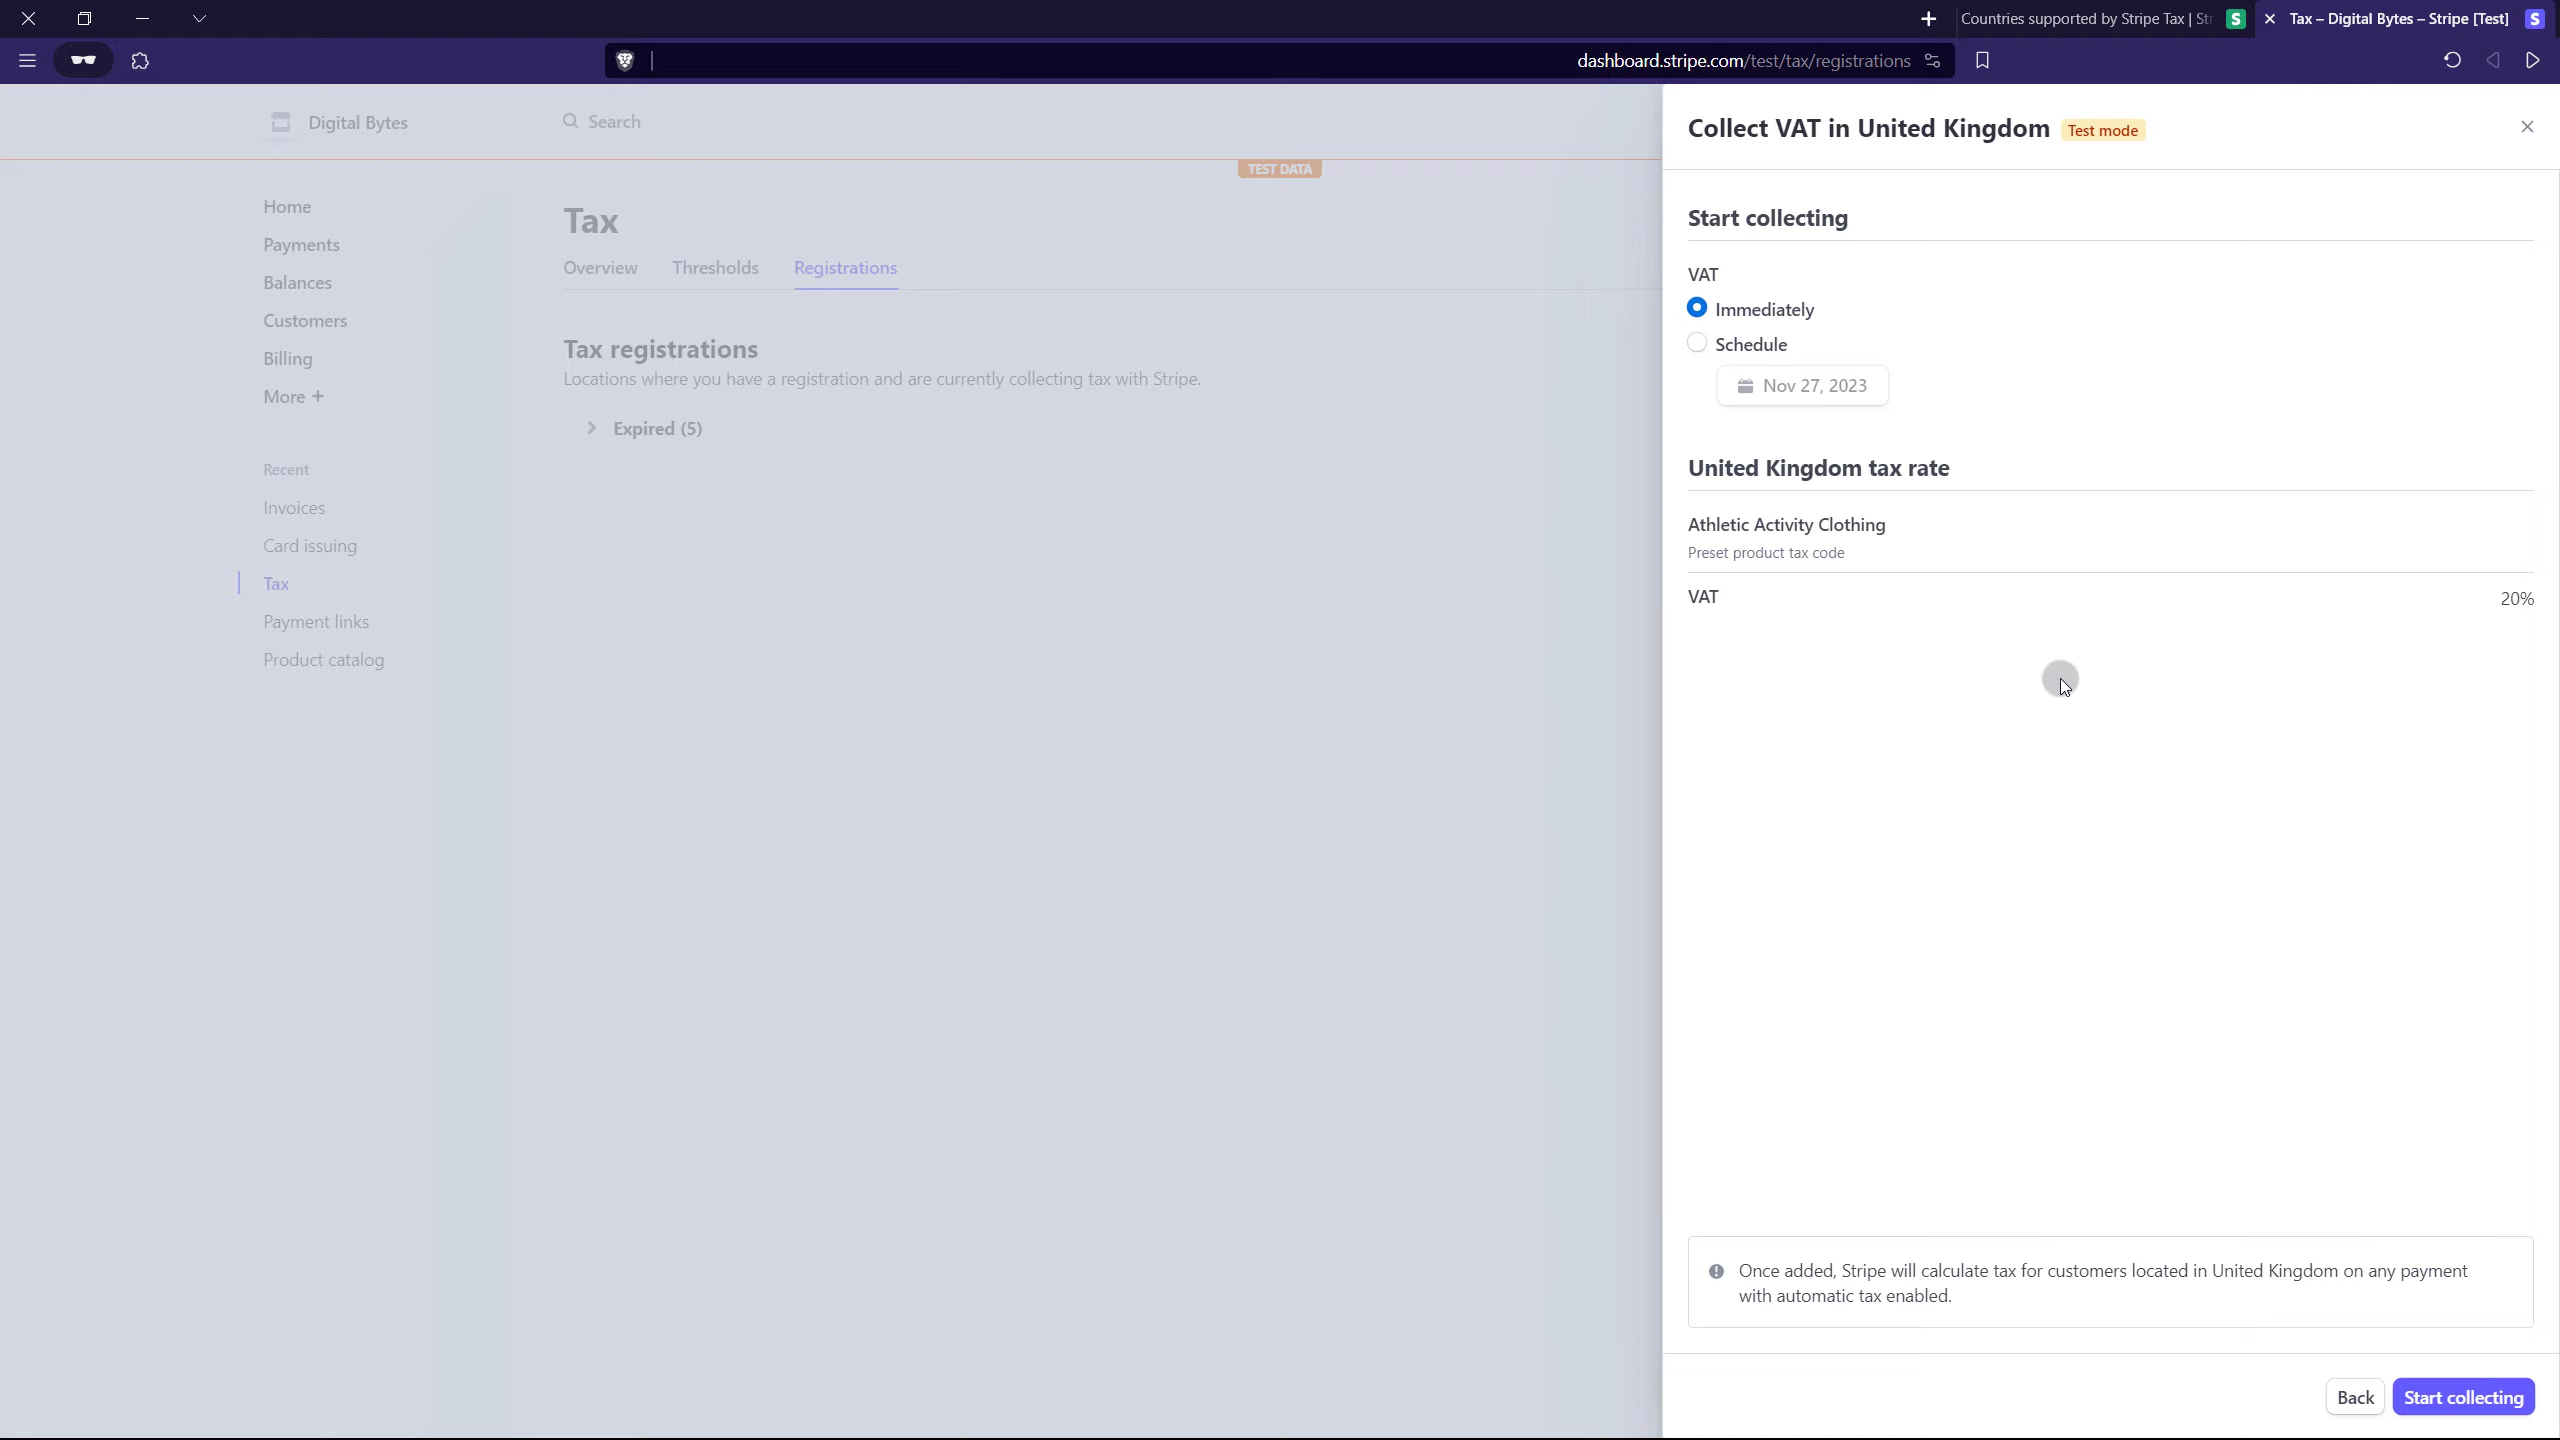 Countries supported by Stripe Tax | St
Tax – Digital Bytes – Stripe [Test]
dashboard.stripe.com/test/tax/registrations
Digital Bytes
Search
TEST DATA
Home
Payments
Balances
Customers
Billing
More +
Recent
Invoices
Card issuing
Tax
Payment links
Product catalog
Tax
Overview
Thresholds
Registrations
Tax registrations
Locations where you have a registration and are currently collecting tax with Stripe.
Expired (5)
Collect VAT in United Kingdom
Test mode
Start collecting
VAT
Immediately
Schedule
Nov 27, 2023
United Kingdom tax rate
Athletic Activity Clothing
Preset product tax code
VAT 20%
Once added, Stripe will calculate tax for customers located in United Kingdom on any payment
with automatic tax enabled.
Back
Start collecting